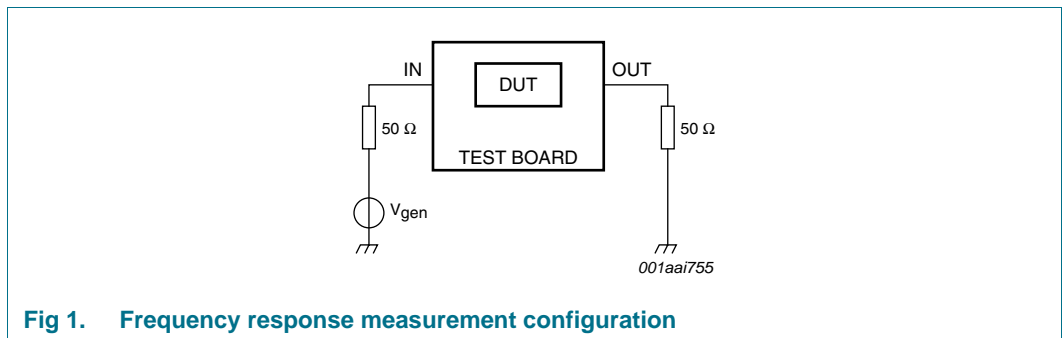 IN
OUT
DUT
50 Ω
50 Ω
TEST BOARD
Vgen
001aai755
Fig 1. Frequency response measurement configuration